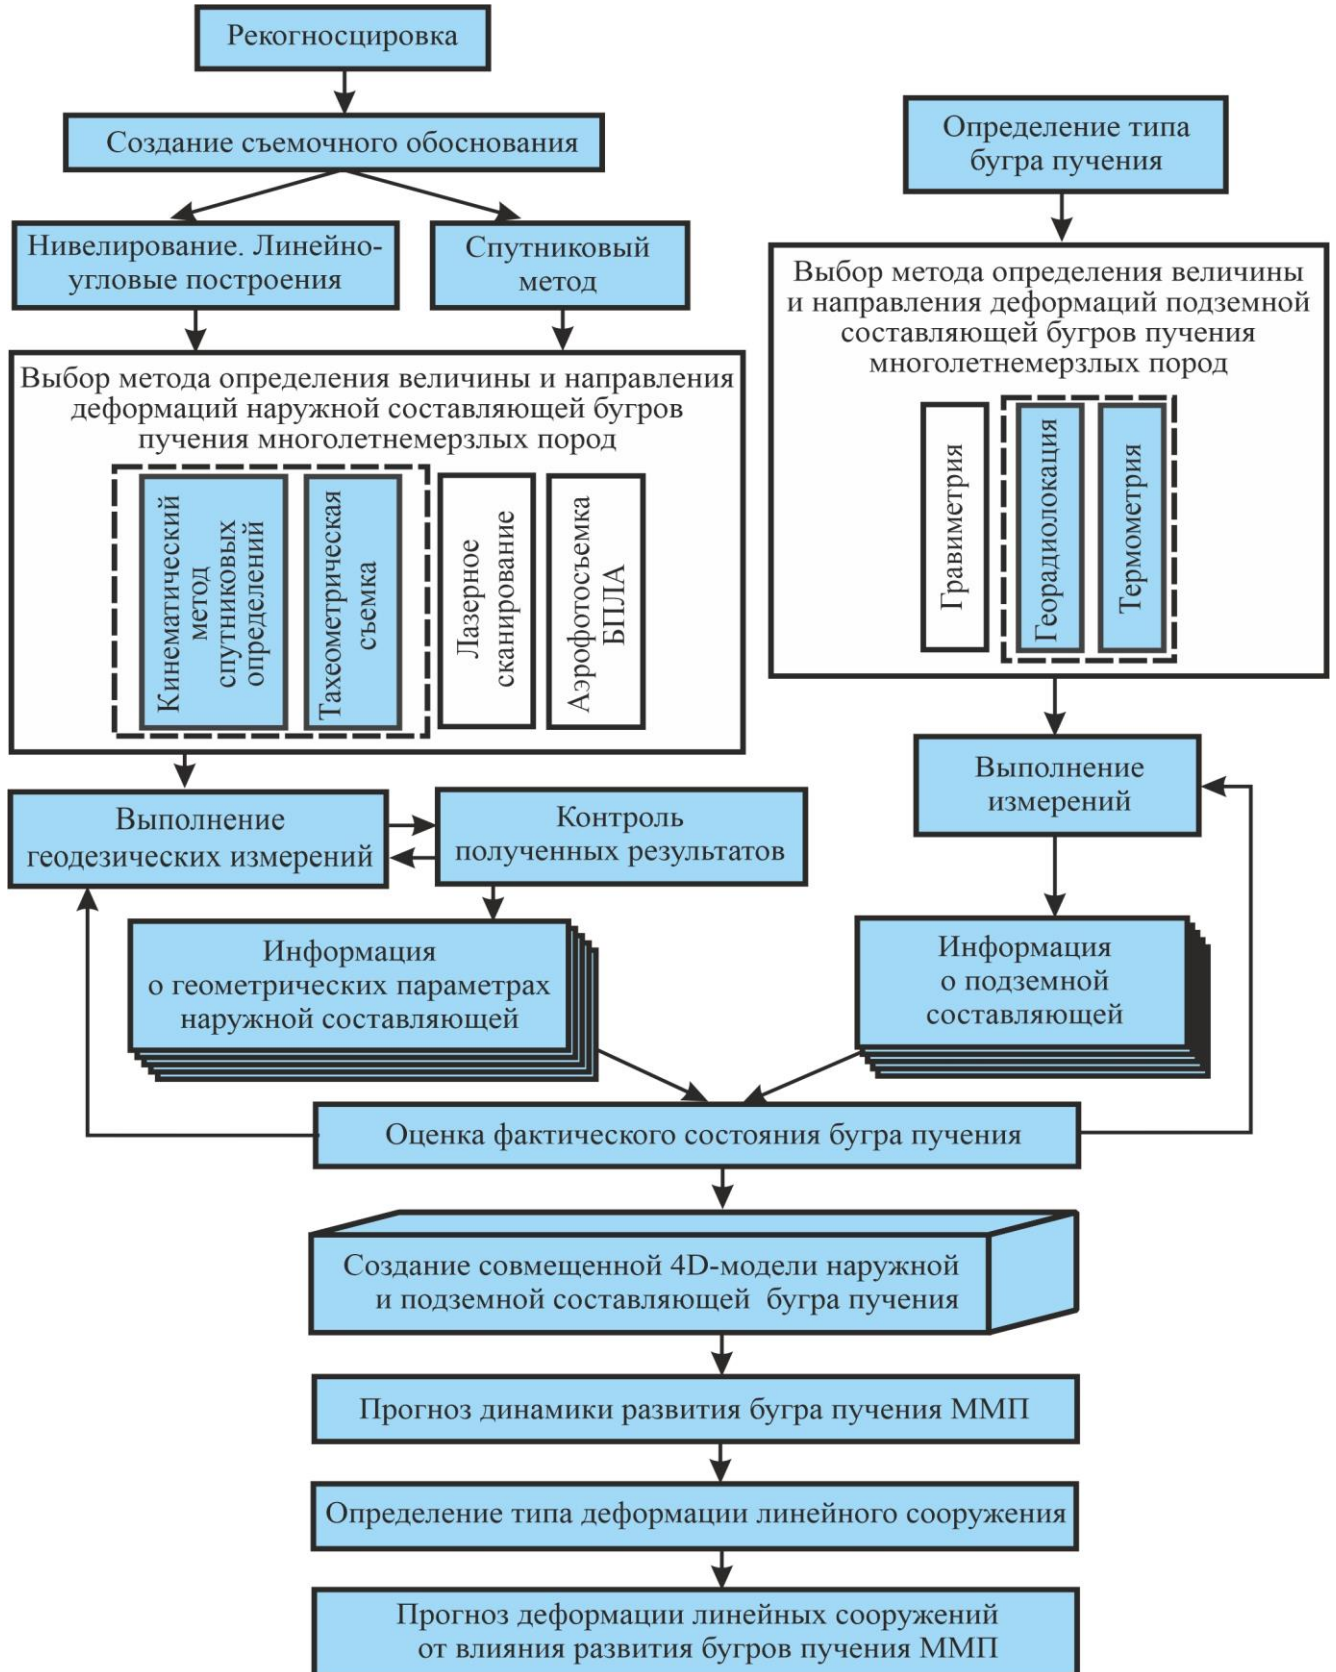 Рекогносцировка
Создание съемочного обоснования
Нивелирование. Линейно-
угловые построения
Спутниковый
метод
Выбор метода определения величины и направления
деформаций наружной составляющей бугров
пучения многолетнемерзлых пород
Кинематический
метод
спутниковых
определений
Тахеометрическая
съемка
Лазерное
сканирование
Аэрофотосъемка
БПЛА
Определение типа
бугра пучения
Выбор метода определения величины
и направления деформаций подземной
составляющей бугров пучения
многолетнемерзлых пород
Гравиметрия
Георадиолокация
Термометрия
Выполнение
геодезических измерений
Контроль
полученных результатов
Выполнение
измерений
Информация
о геометрических параметрах
наружной составляющей
Информация
о подземной
составляющей
Оценка фактического состояния бугра пучения
Создание совмещенной 4D-модели наружной
и подземной составляющей бугра пучения
Прогноз динамики развития бугра пучения ММП
Определение типа деформации линейного сооружения
Прогноз деформации линейных сооружений
от влияния развития бугров пучения ММП